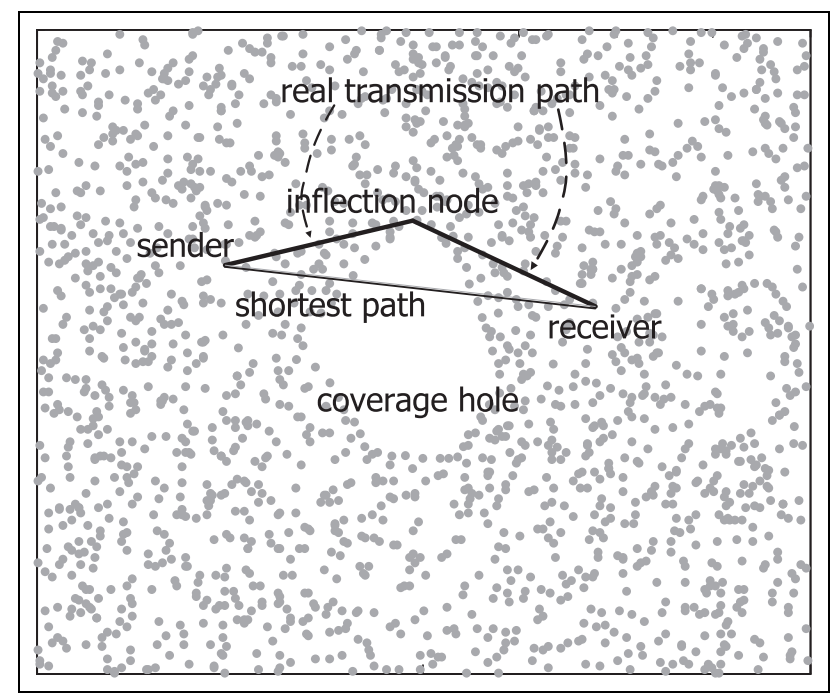 real transmission path
inflection node
sender
shortest path
receiver
coverage hole